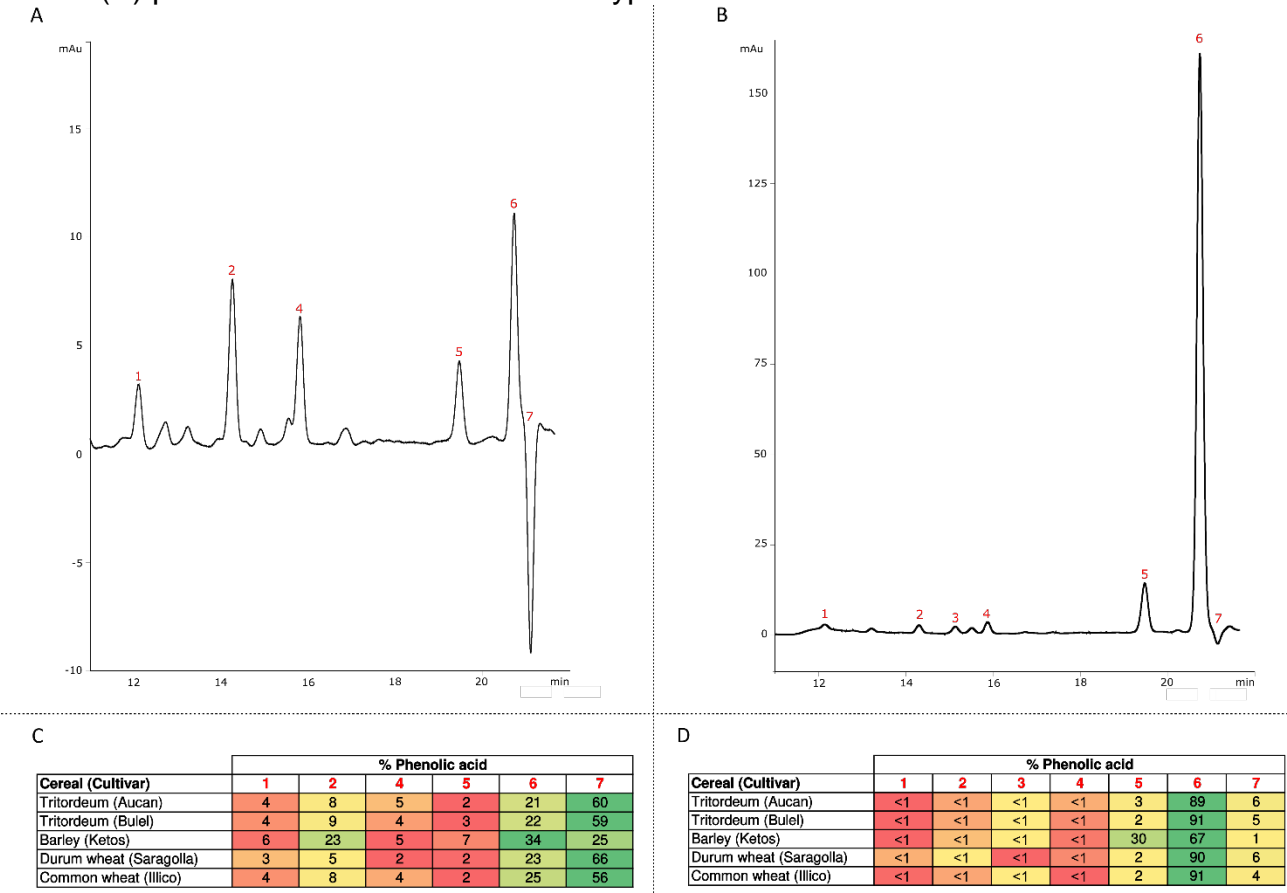 A
mAu
15
10
5
0
-5
-10
1
2
4
5
6
7
12
14
16
18
20
min
B
mAu
150
125
100
75
50
25
0
1
2
3
4
5
6
7
12
14
16
18
20
min
C
% Phenolic acid
Cereal (Cultivar) 1 2 4 5 6 7
Tritordeum (Aucan) 4 8 5 2 21 60
Tritordeum (Bulel) 4 9 4 3 22 59
Barley (Ketos) 6 23 5 7 34 25
Durum wheat (Saragolla) 3 5 2 2 23 66
Common wheat (Illico) 4 8 4 2 25 56
D
% Phenolic acid
Cereal (Cultivar) 1 2 3 4 5 6 7
Tritordeum (Aucan) <1 <1 <1 <1 3 89 6
Tritordeum (Bulel) <1 <1 <1 <1 2 91 5
Barley (Ketos) <1 <1 <1 <1 30 67 1
Durum wheat (Saragolla) <1 <1 <1 <1 2 90 6
Common wheat (Illico) <1 <1 <1 <1 2 91 4